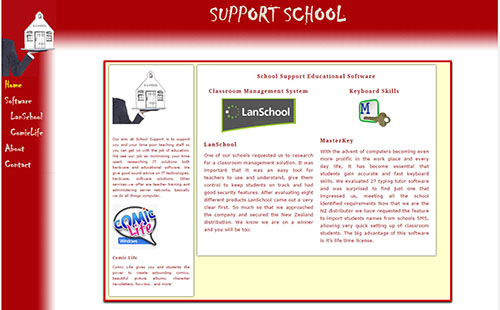 SUPPORT SCHOOL
Home
Software
LanSchool
ComicLife
About
Contact
Our aim at School Support is to support
you and your time poor teaching staff so
you can get on with the job of education.
We see our job as minimising your time
spent researching IT solutions both
hardware and educational software. We
give good sound advice on IT technologies,
hardware, software solutions. Other
services we offer are teacher training and
administering server networks, basically
we do all things computer.
COMIC
Life
Windows
Comic Life
Comic Life gives you and students the
power to create astounding comics,
beautiful picture albums, character
newsletters, how-tos... and more!
School Support Educational Software
Classroom Management System
LanSchool
LanSchool
One of our schools requested us to research
for a classroom management solution. It was
important that it was an easy tool for
teachers to use and understand, give them
control to keep students on track and had
good security features. After evaluating eight
different products LanSchool came out a very
clear first. So much so that we approached
the company and secured the New Zealand
distribution. We know we are on a winner
and you will be too.
Keyboard Skills
M
MasterKey
With the advent of computers becoming even
more prolific in the work place and every
day life, it has become essential that
students gain accurate and fast keyboard
skills. We evaluated 27 typing tutor software
and was surprised to find just one that
impressed us, meeting all the school
identified requirements Now that we are the
NZ distributor we have requested the feature
to import students names from schools SMS,
allowing very quick setting up of classroom
students. The big advantage of this software
is it's life time license.